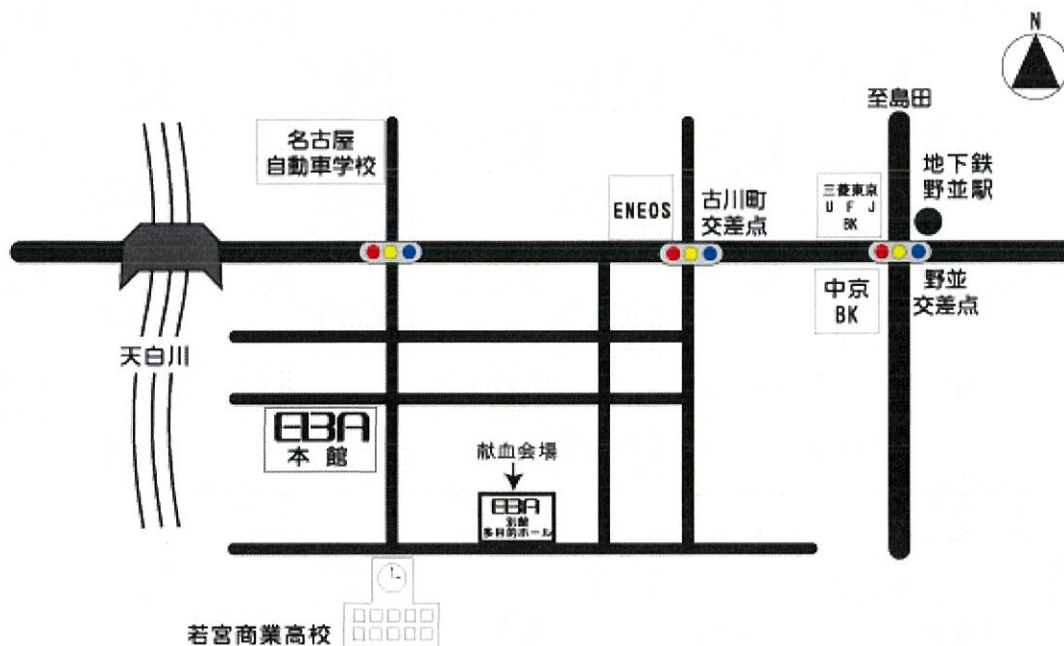 N
至島田
名古屋
自動車学校
地下鉄
野並駅
三菱東京
U F J
BK
ENEOS
古川町
交差点
中京
BK
野並
交差点
天白川
EBA
本館
献血会場
EBA
別館
多目的ホール
若宮商業高校